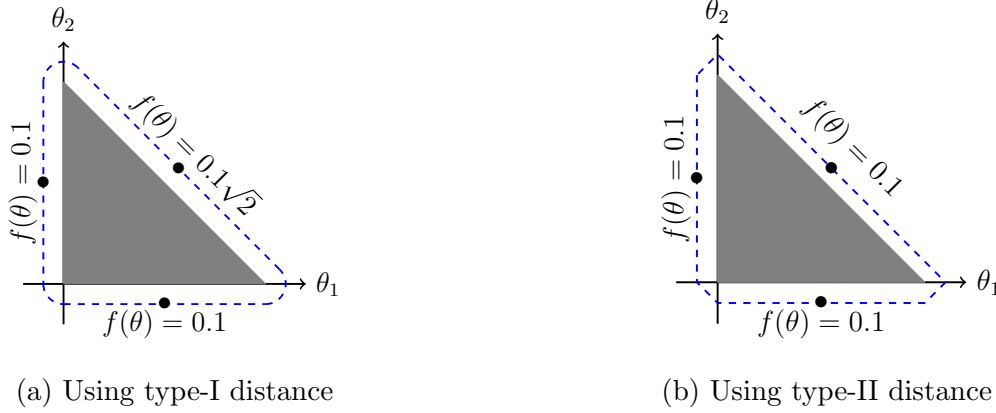 θ₂
f(θ) = 0.1
f(θ) = 0.1√2
θ₁
f(θ) = 0.1
(a) Using type-I distance
θ₂
f(θ) = 0.1
f(θ) = 0.1
θ₁
f(θ) = 0.1
(b) Using type-II distance